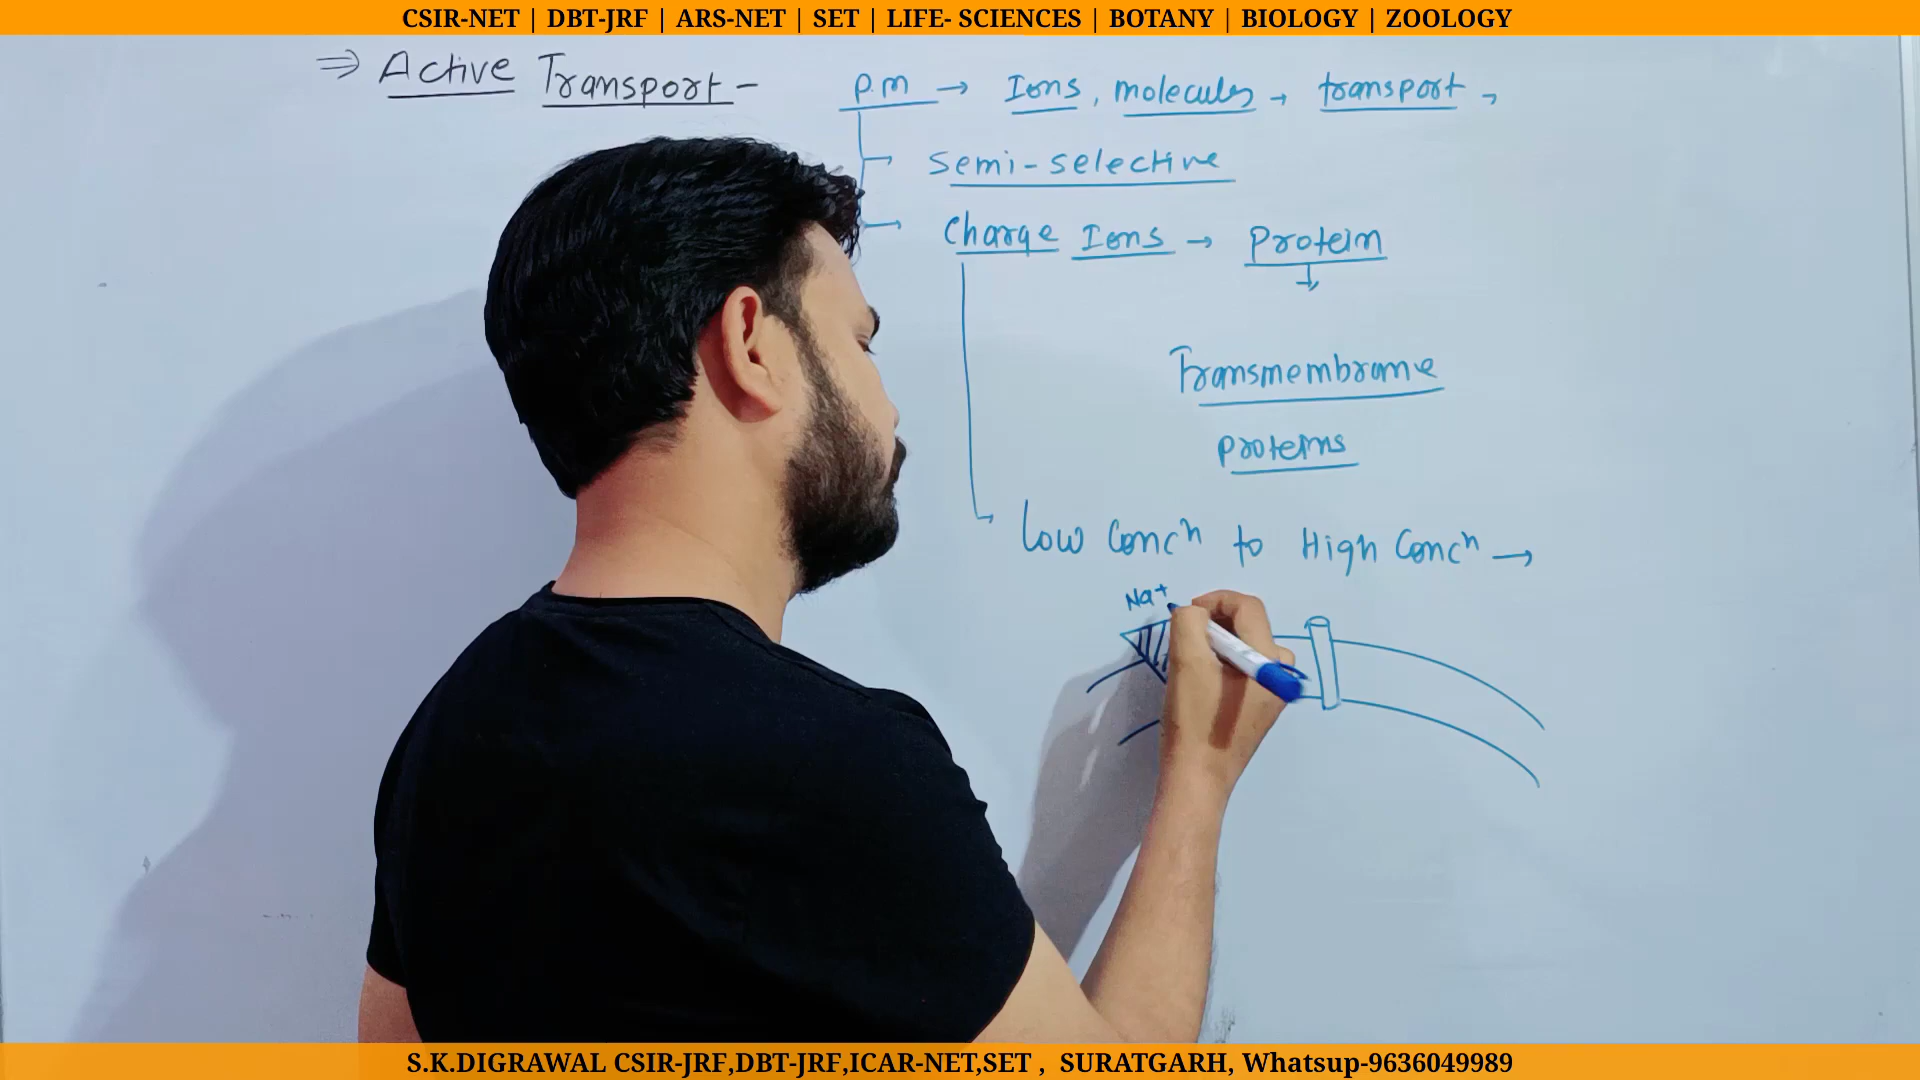 CSIR-NET | DBT-JRF | ARS-NET | SET | LIFE- SCIENCES | BOTANY | BIOLOGY | ZOOLOGY
⇒ Active Transport -
P.m → Ions, molecules → transport →
Semi-selective
Charge Ions → Protein
Transmembrane
proteins
Low Concⁿ to High Concⁿ →
Na⁺
S.K.DIGRAWAL CSIR-JRF,DBT-JRF,ICAR-NET,SET , SURATGARH, Whatsup-9636049989